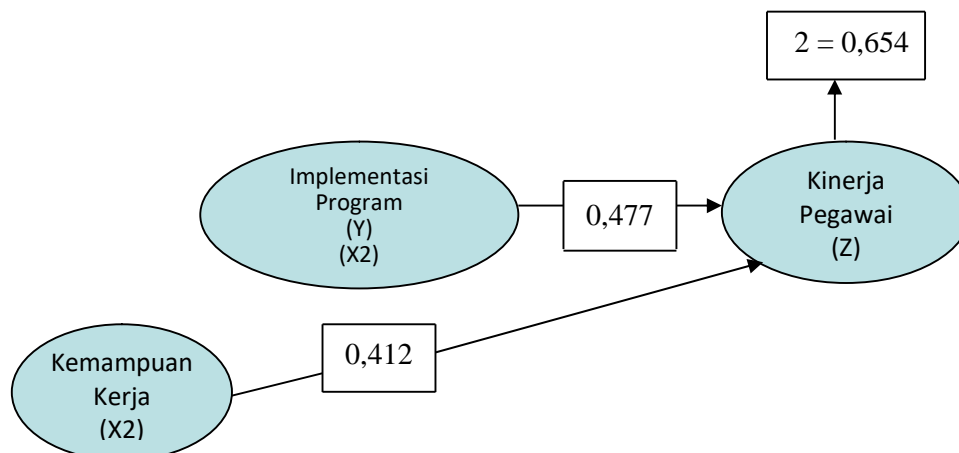 2 = 0,654
Implementasi
Program
(Y)
(X2)
0,477
Kinerja
Pegawai
(Z)
0,412
Kemampuan
Kerja
(X2)